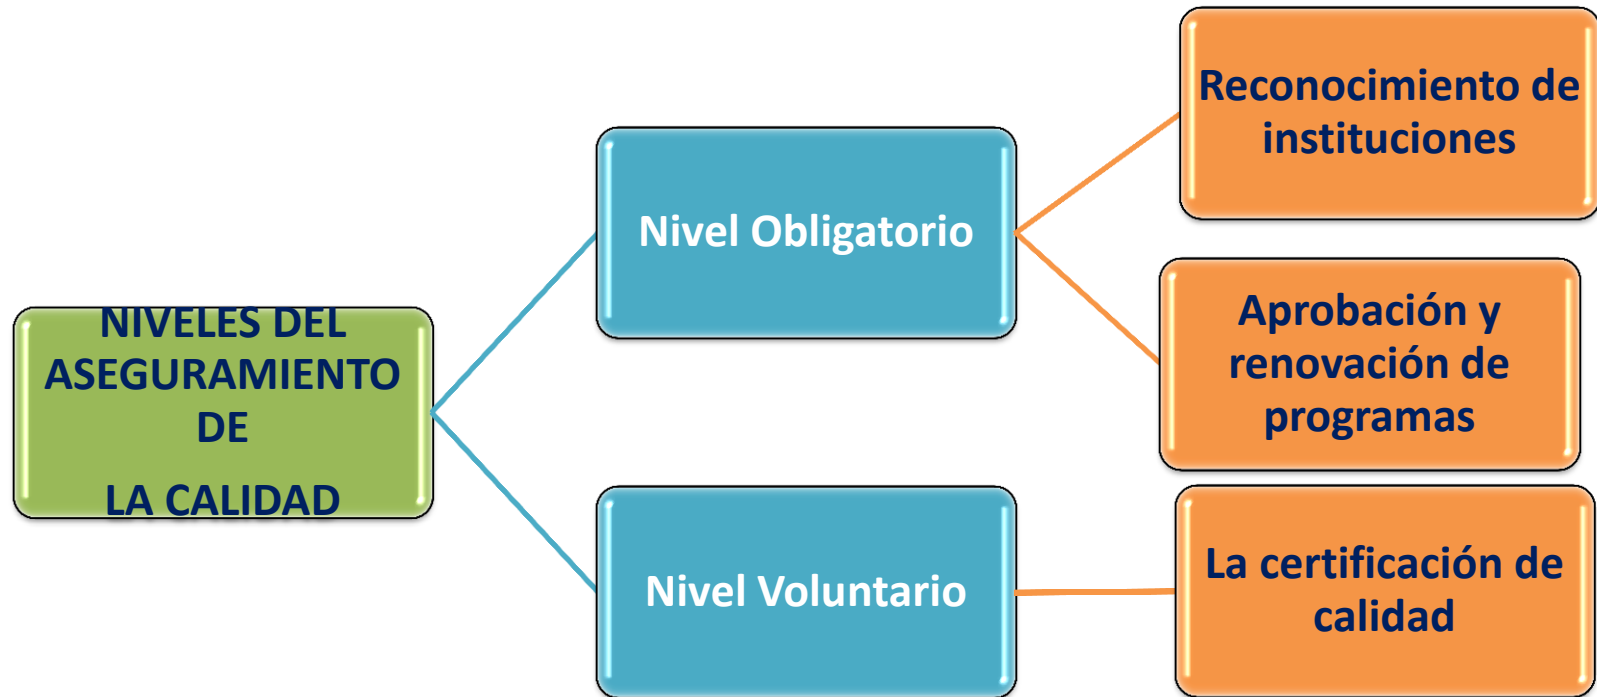 NIVELES DEL
ASEGURAMIENTO
DE
LA CALIDAD
Nivel Obligatorio
Reconocimiento de
instituciones
Aprobación y
renovación de
programas
Nivel Voluntario
La certificación de
calidad